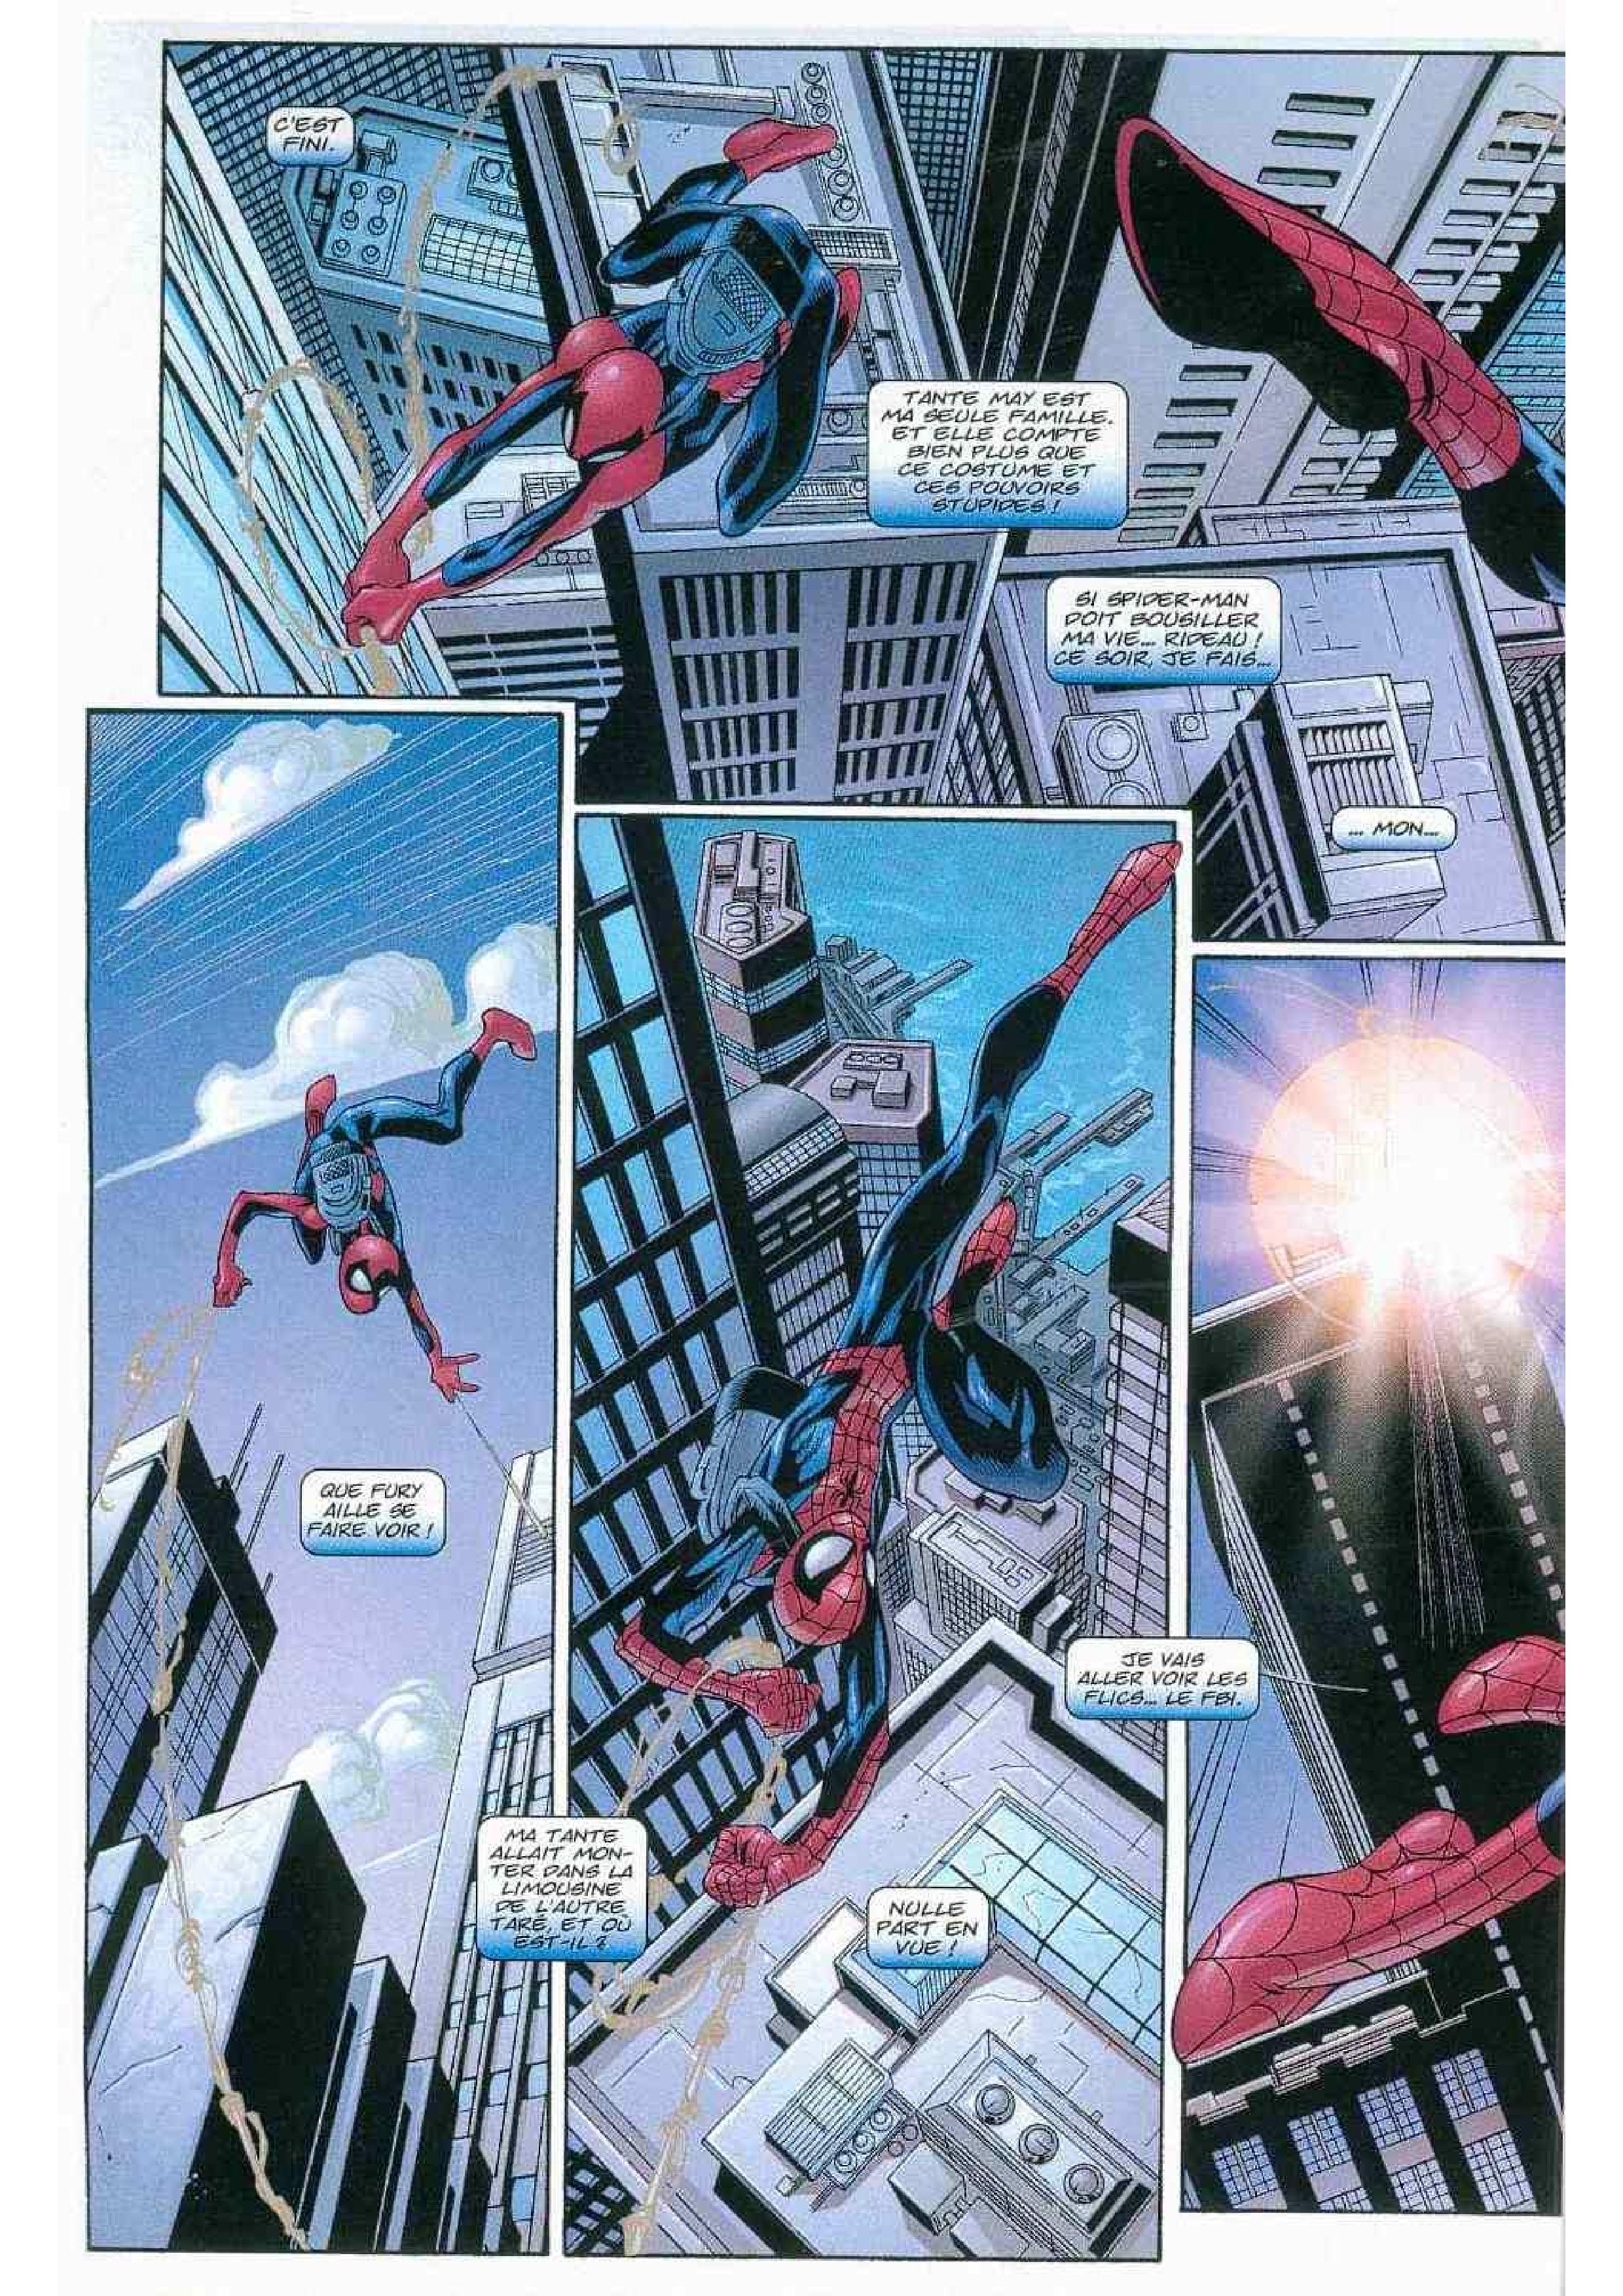 C'EST
FINI.
TANTE MAY EST
MA SEULE FAMILLE.
ET ELLE COMPTE
BIEN PLUS QUE
CE COSTUME ET
CES POUVOIRS
STUPIDES !
SI SPIDER-MAN
DOIT BOUSILLER
MA VIE... RIDEAU !
CE SOIR, JE FAIS...
... MON...
QUE FURY
AILLE SE
FAIRE VOIR !
MA TANTE
ALLAIT MON-
TER DANS LA
LIMOUSINE
DE L'AUTRE
TARÉ, ET OÙ
EST-IL ?
NULLE
PART EN
VUE !
JE VAIS
ALLER VOIR LES
FLICS... LE FBI.